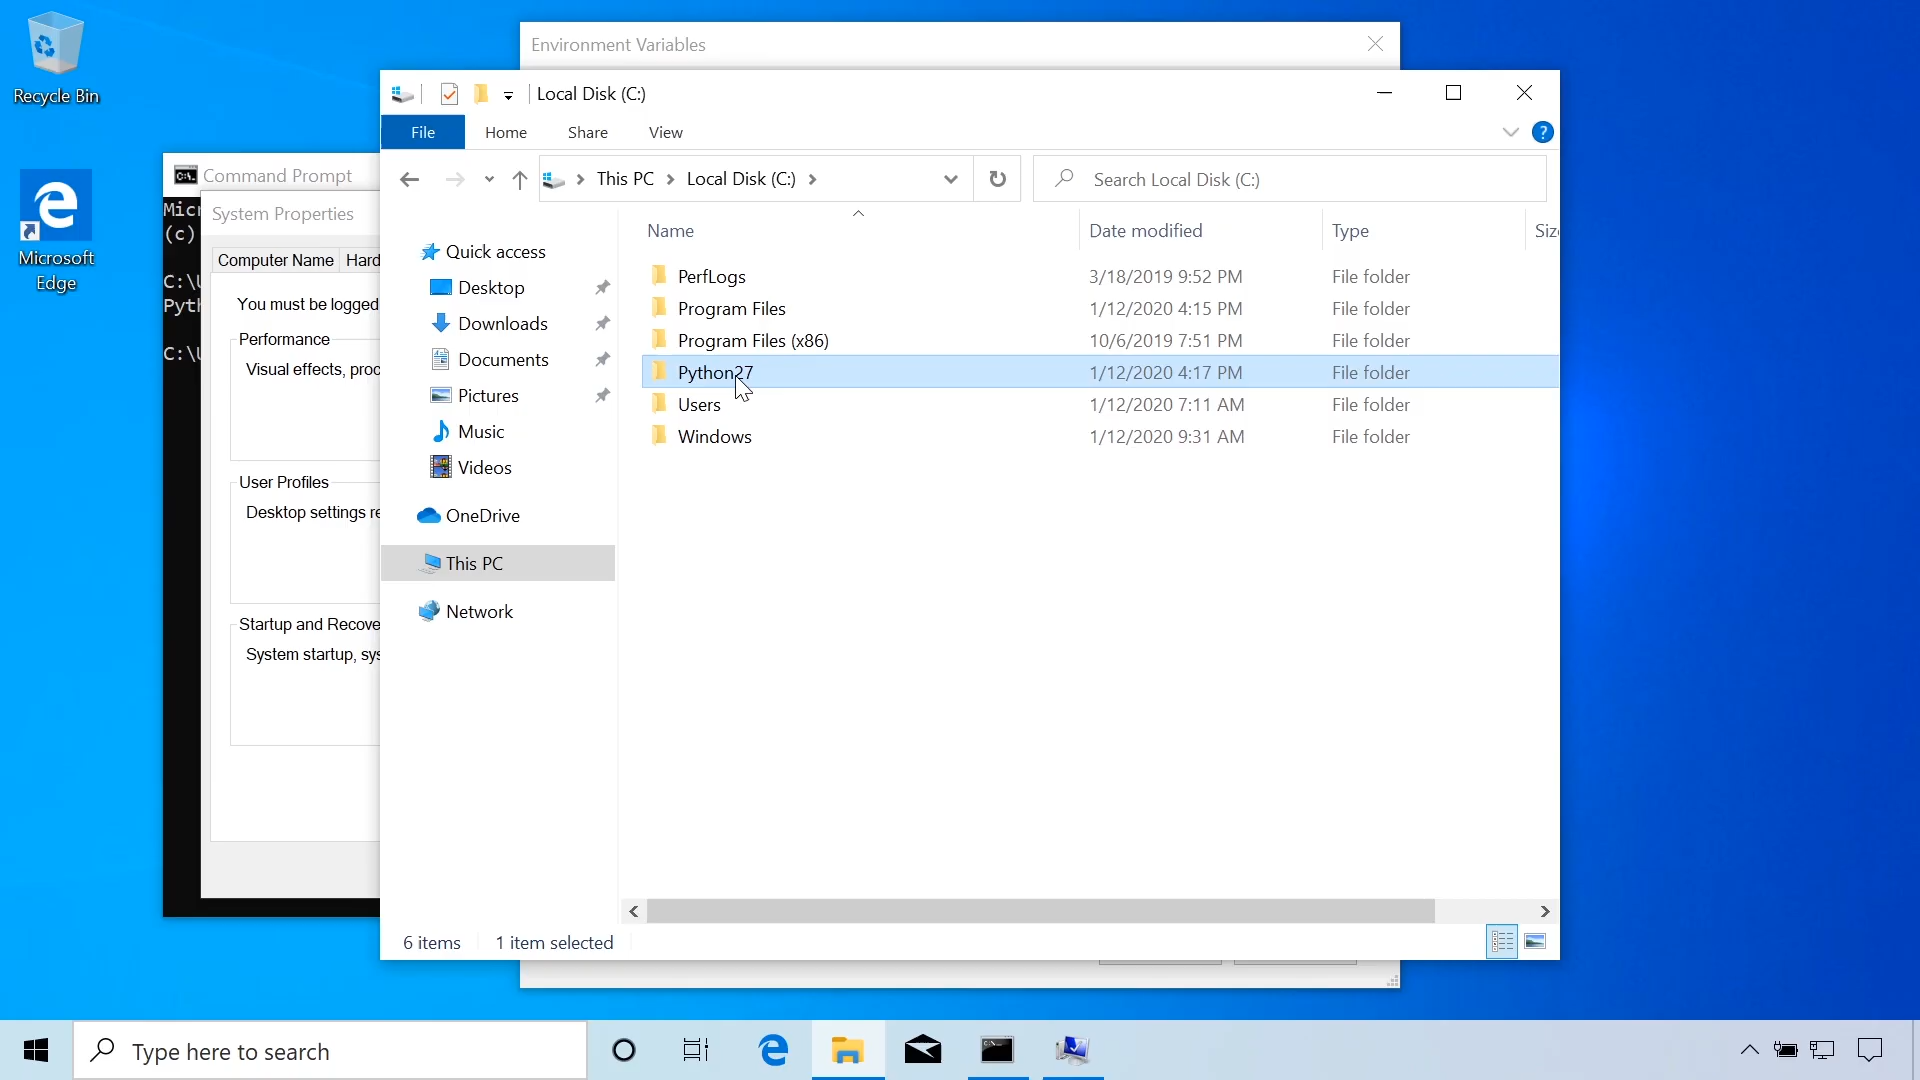 Recycle Bin
Microsoft
Edge
Environment Variables
Local Disk (C:)
File
Home
Share
View
?
This PC
Local Disk (C:)
Search Local Disk (C:)
Command Prompt
(c)
System Properties
Computer Name
You must be logged
Performance
Visual effects, proc
User Profiles
Desktop settings re
Startup and Recove
System startup, sys
Quick access
Desktop
Downloads
Documents
Pictures
Music
Videos
OneDrive
This PC
Network
Name Date modified Type
PerfLogs 3/18/2019 9:52 PM File folder
Program Files 1/12/2020 4:15 PM File folder
Program Files (x86) 10/6/2019 7:51 PM File folder
Python27 1/12/2020 4:17 PM File folder
Users 1/12/2020 7:11 AM File folder
Windows 1/12/2020 9:31 AM File folder
6 items
1 item selected
Type here to search